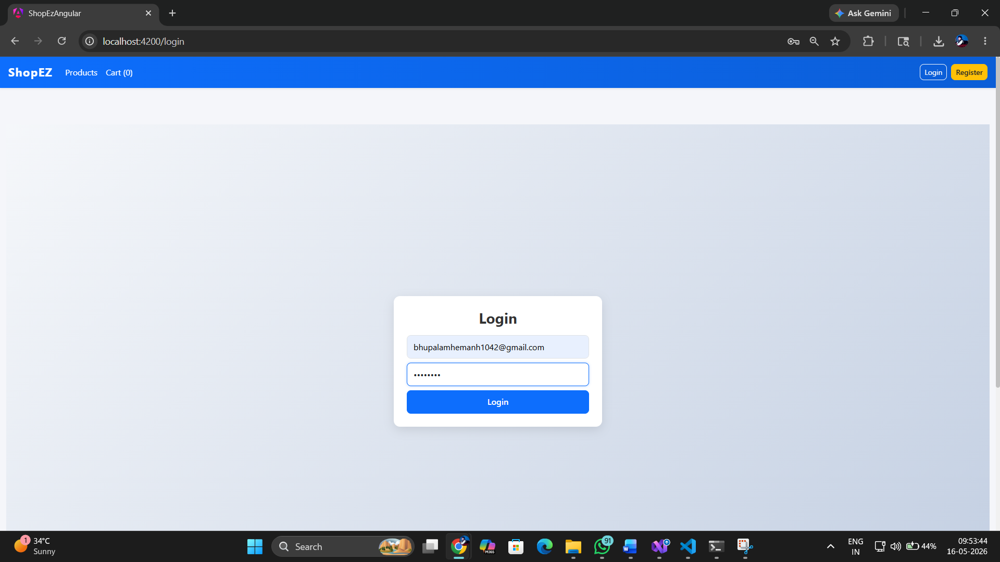 ShopEzAngular
Ask Gemini
localhost:4200/login
ShopEZ Products Cart (0) Login Register
Login
bhupalamhemanh1042@gmail.com
••••••••
Login
1
34°C
Sunny
Search
M365
W
91
ENG
IN
44%
09:53:44
16-05-2026